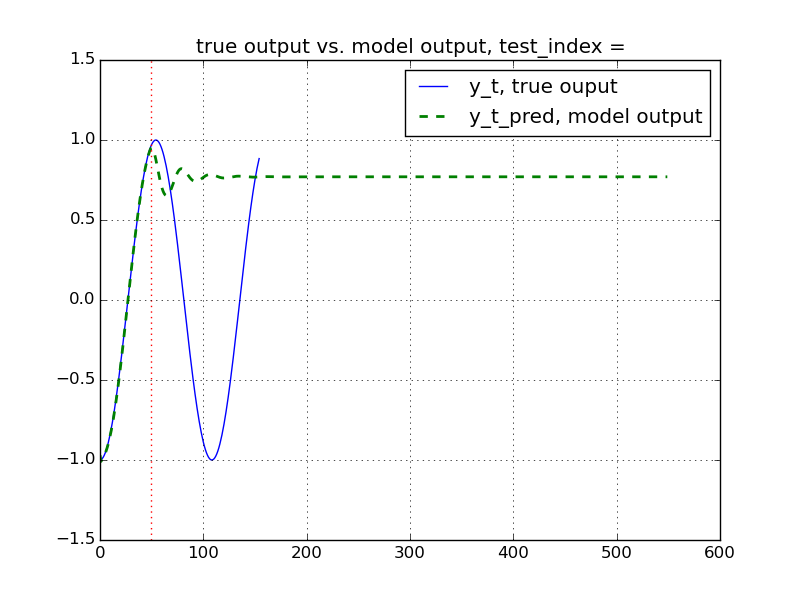 true output vs. model output, test_index =
y_t, true ouput
y_t_pred, model output
1.5
1.0
0.5
0.0
−0.5
−1.0
−1.5
0 100 200 300 400 500 600